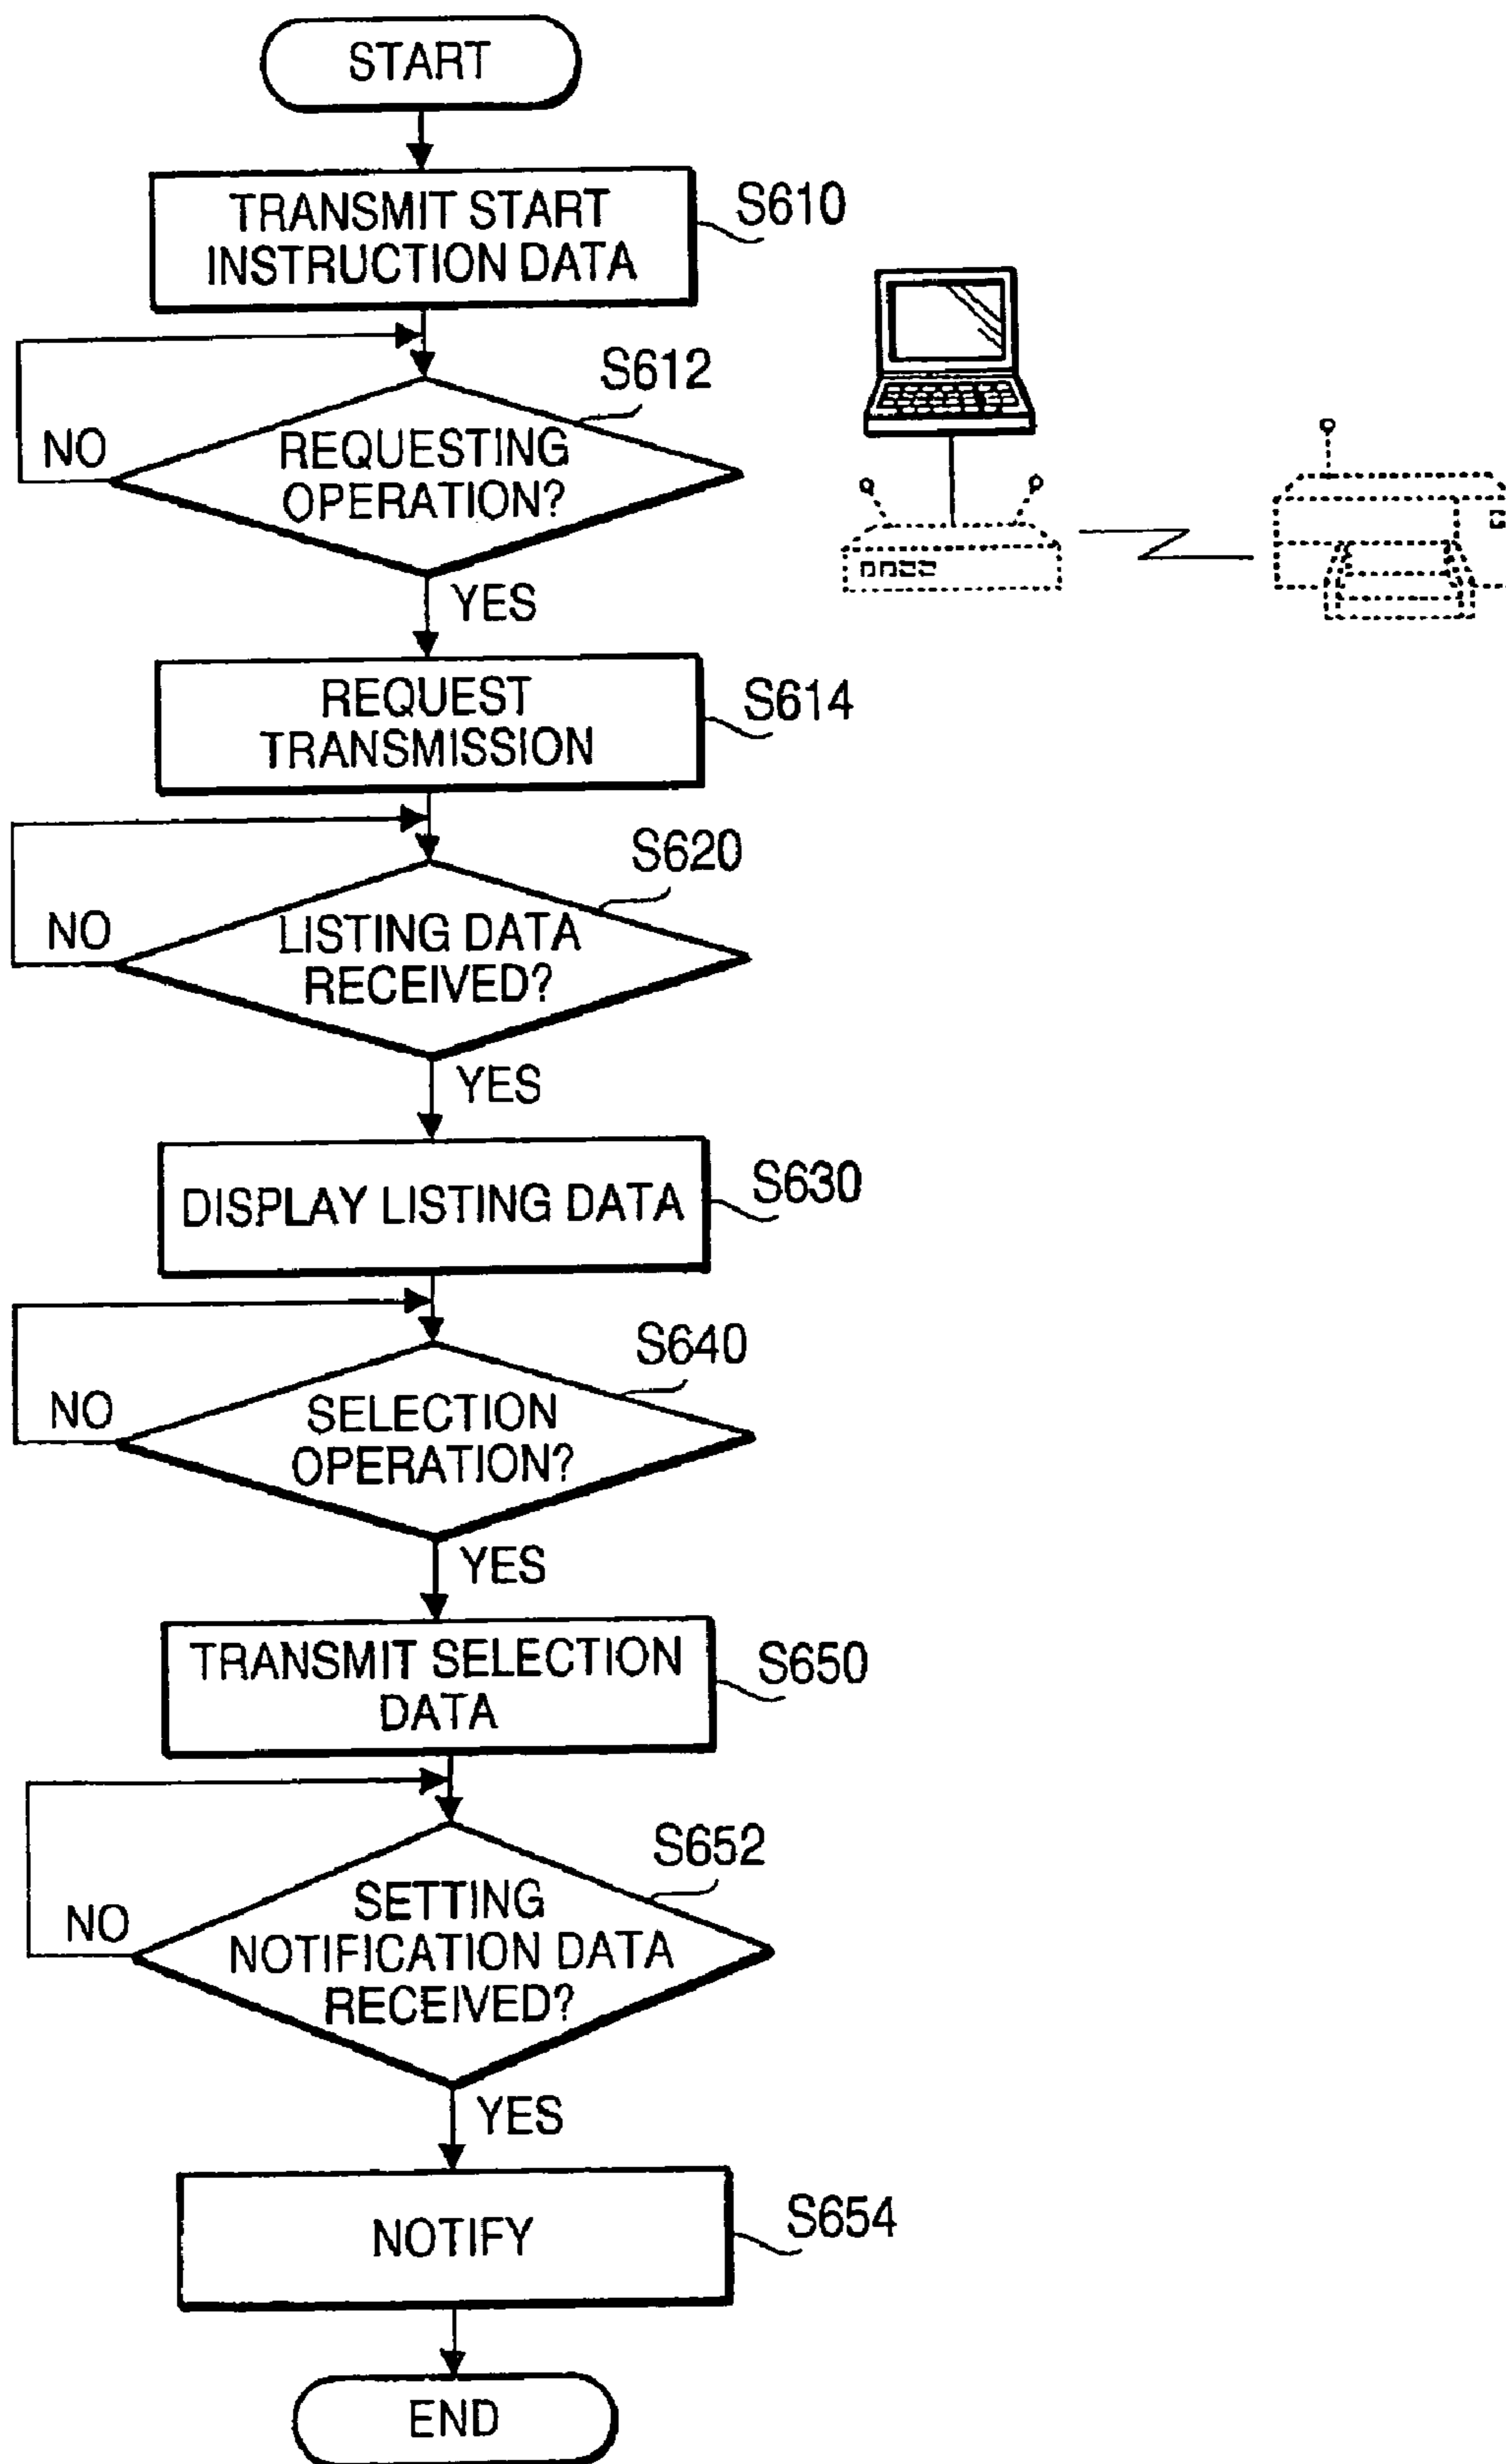 START
TRANSMIT START
INSTRUCTION DATA
S610
S612
REQUESTING
OPERATION?
NO
YES
REQUEST
TRANSMISSION
S614
S620
LISTING DATA
RECEIVED?
NO
YES
DISPLAY LISTING DATA
S630
S640
SELECTION
OPERATION?
NO
YES
TRANSMIT SELECTION
DATA
S650
S652
SETTING
NOTIFICATION DATA
RECEIVED?
NO
YES
NOTIFY
S654
END